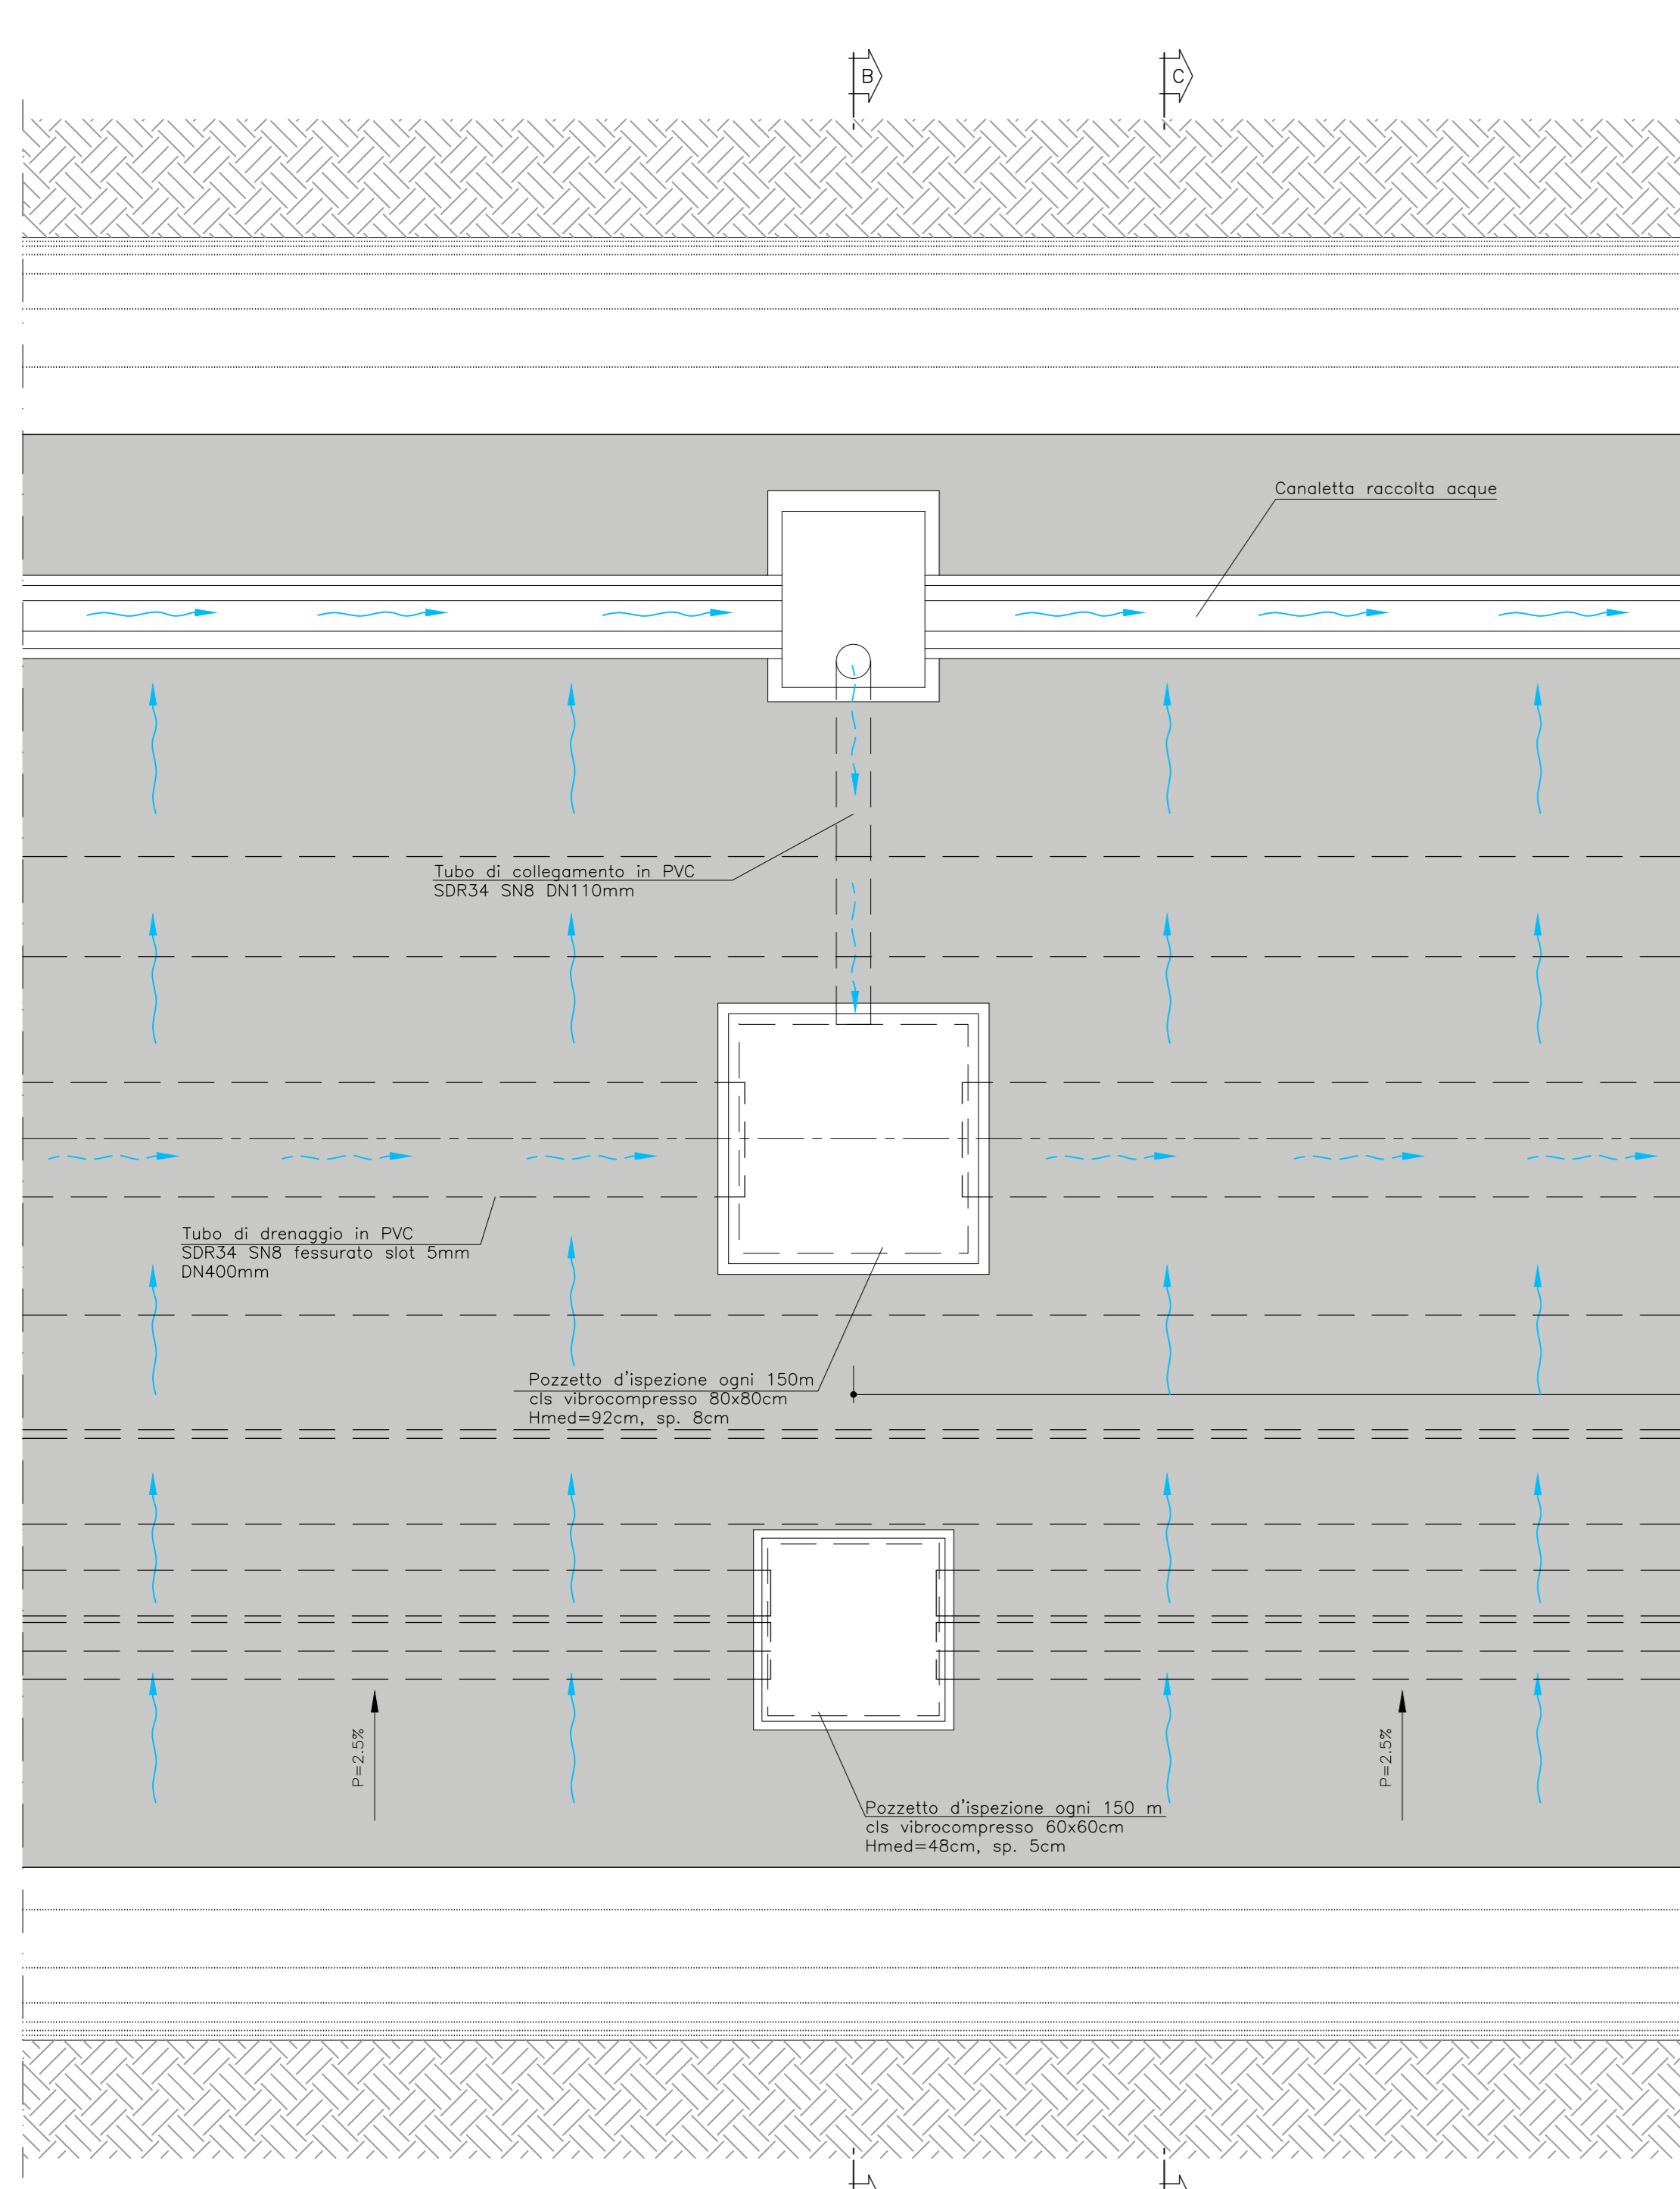 B
C
Canaletta raccolta acque
Tubo di collegamento in PVC
SDR34 SN8 DN110mm
Tubo di drenaggio in PVC
SDR34 SN8 fessurato slot 5mm
DN400mm
Pozzetto d'ispezione ogni 150m
cls vibrocompresso 80x80cm
Hmed=92cm, sp. 8cm
P=2.5%
P=2.5%
Pozzetto d'ispezione ogni 150 m
cls vibrocompresso 60x60cm
Hmed=48cm, sp. 5cm